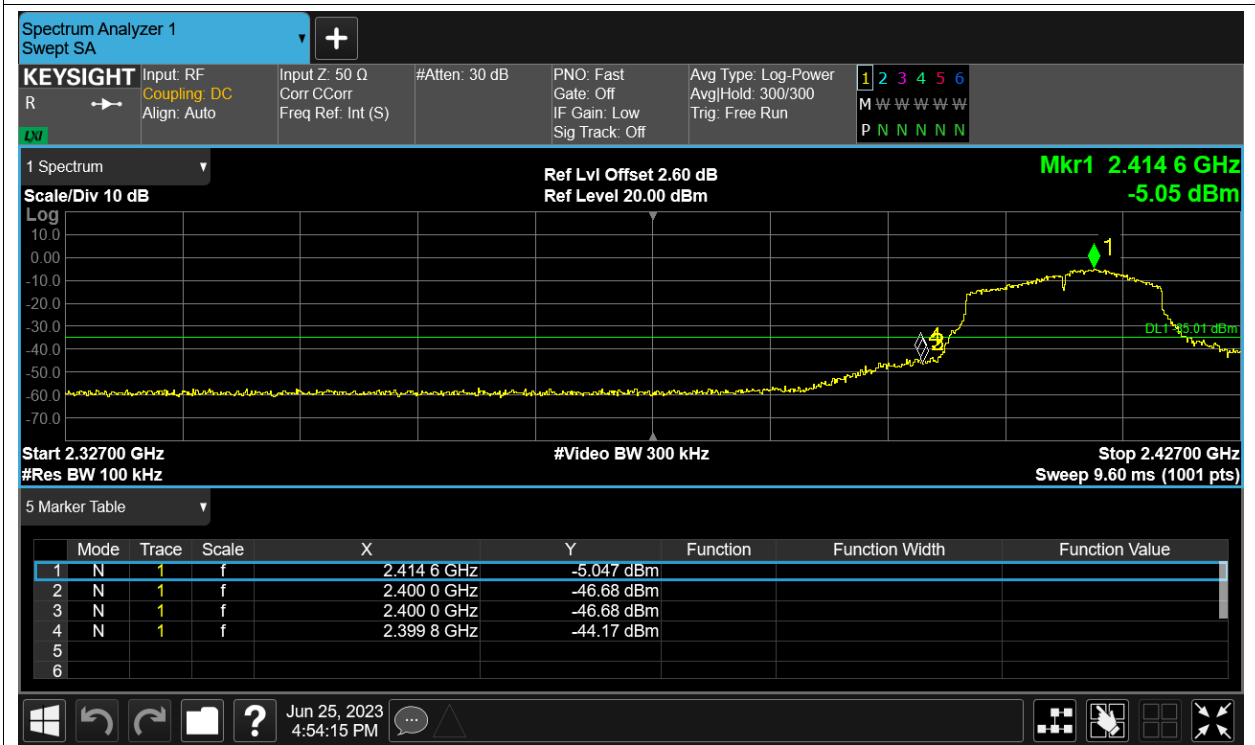 Spectrum Analyzer 1
Swept SA
KEYSIGHT
R
LXI
Input: RF
Coupling: DC
Align: Auto
Input Z: 50 Ω
Corr CCorr
Freq Ref: Int (S)
#Atten: 30 dB
PNO: Fast
Gate: Off
IF Gain: Low
Sig Track: Off
Avg Type: Log-Power
Avg|Hold: 300/300
Trig: Free Run
1 2 3 4 5 6
M W W W W W
P N N N N N
1 Spectrum
Scale/Div 10 dB
Ref Lvl Offset 2.60 dB
Ref Level 20.00 dBm
Mkr1 2.414 6 GHz
-5.05 dBm
Log
10.0
0.00
-10.0
-20.0
-30.0
-40.0
-50.0
-60.0
-70.0
1
DL1 -35.01 dBm
Start 2.32700 GHz
#Res BW 100 kHz
#Video BW 300 kHz
Stop 2.42700 GHz
Sweep 9.60 ms (1001 pts)
5 Marker Table
Mode Trace Scale X Y Function Function Width Function Value
1 N 1 f 2.414 6 GHz -5.047 dBm
2 N 1 f 2.400 0 GHz -46.68 dBm
3 N 1 f 2.400 0 GHz -46.68 dBm
4 N 1 f 2.399 8 GHz -44.17 dBm
5
6
?
Jun 25, 2023
4:54:15 PM